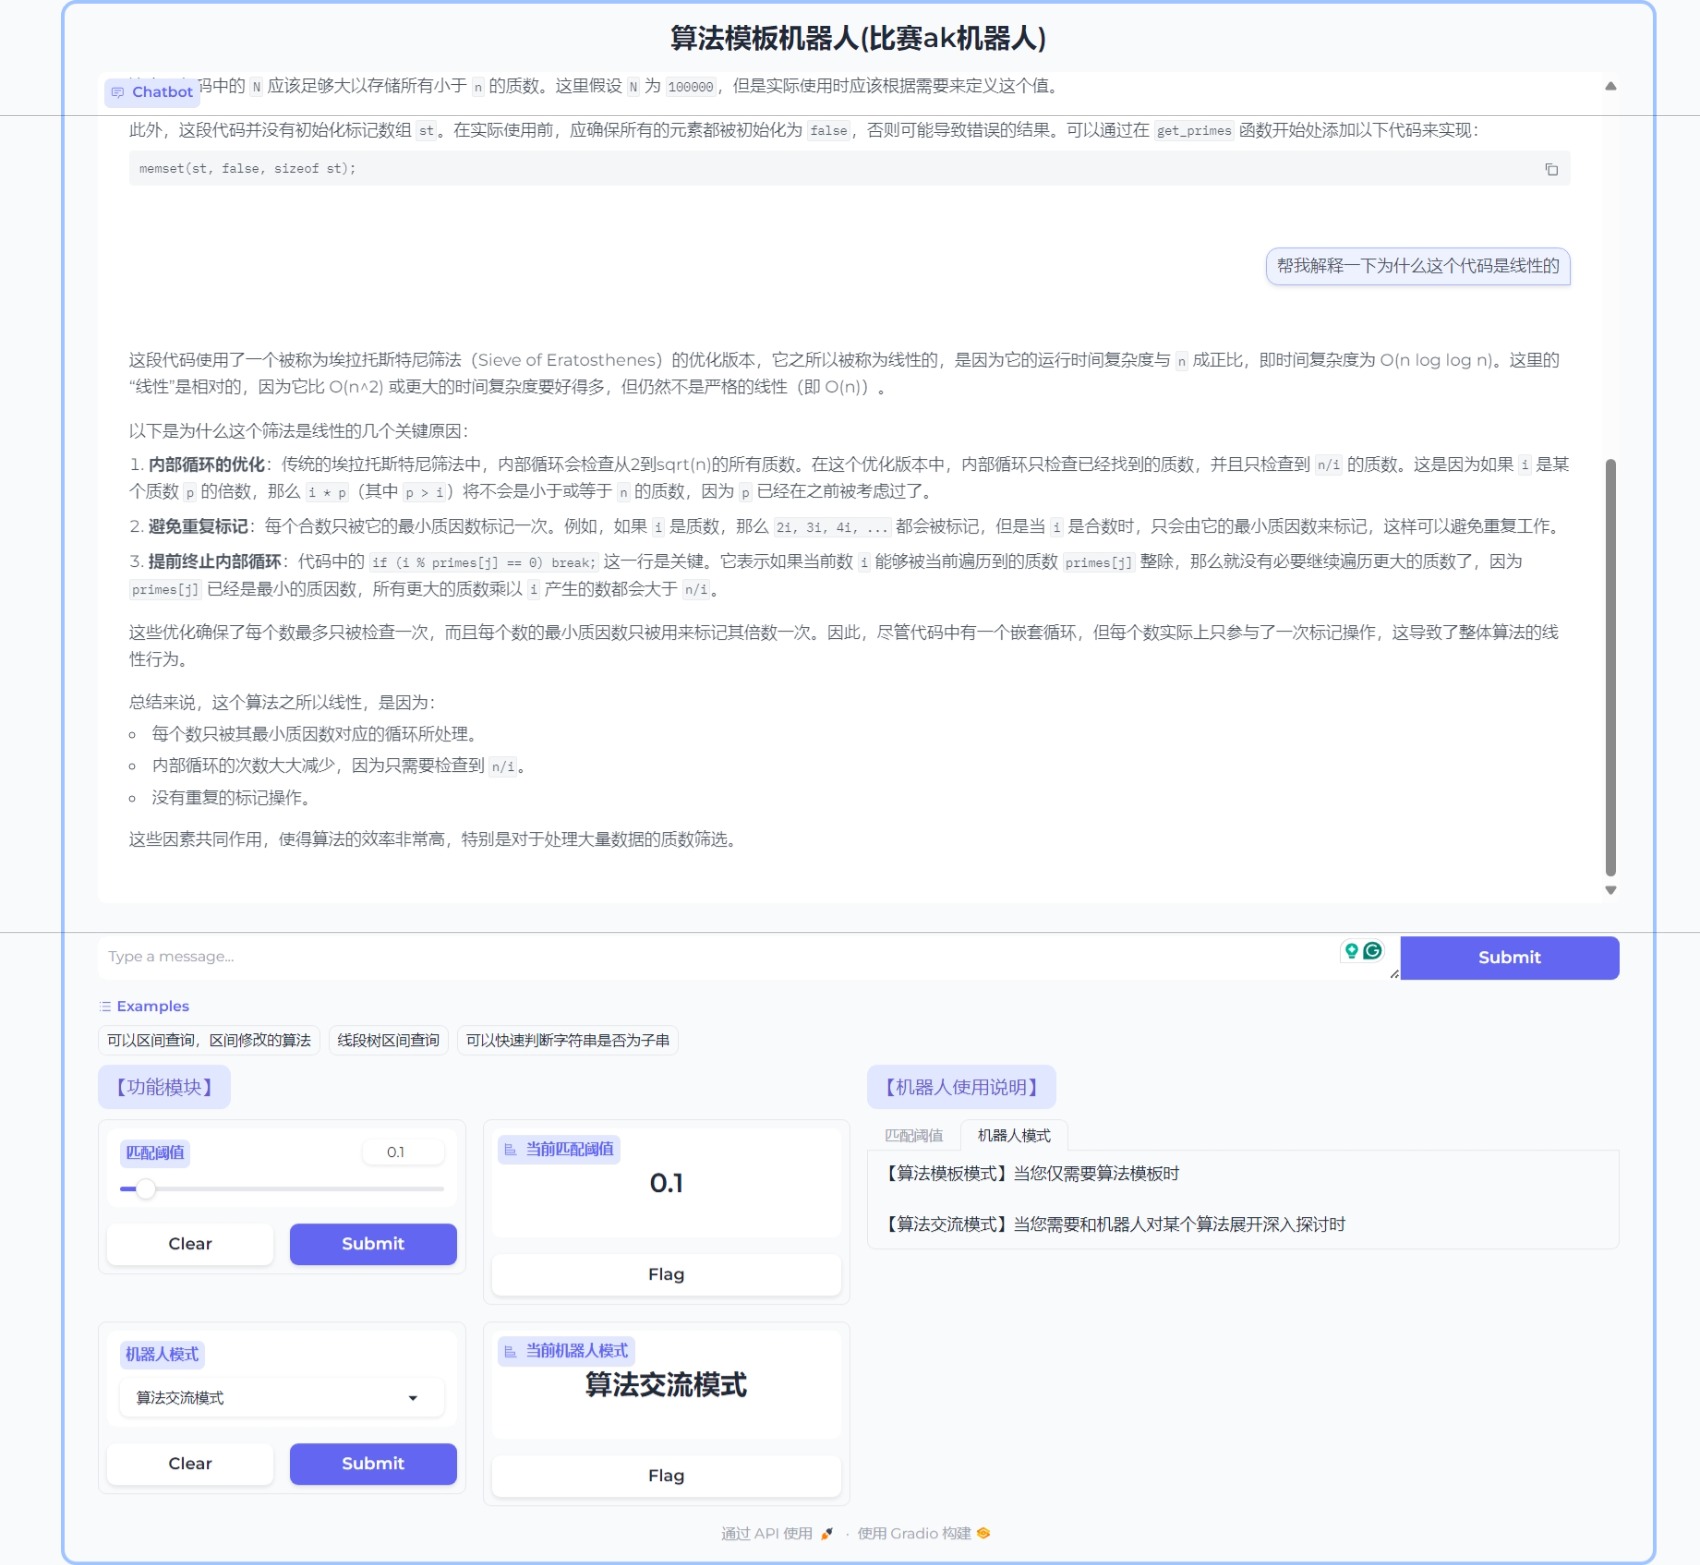 算法模板机器人(比赛ak机器人)
Chatbot
码中的 N 应该足够大以存储所有小于 n 的质数。这里假设 N 为 100000，但是实际使用时应该根据需要来定义这个值。
此外，这段代码并没有初始化标记数组 st。在实际使用前，应确保所有的元素都被初始化为 false，否则可能导致错误的结果。可以通过在 get_primes 函数开始处添加以下代码来实现：
memset(st, false, sizeof st);
帮我解释一下为什么这个代码是线性的
这段代码使用了一个被称为埃拉托斯特尼筛法（Sieve of Eratosthenes）的优化版本，它之所以被称为线性的，是因为它的运行时间复杂度与 n 成正比，即时间复杂度为 O(n log log n)。这里的
“线性”是相对的，因为它比 O(n^2) 或更大的时间复杂度要好得多，但仍然不是严格的线性（即 O(n)）。
以下是为什么这个筛法是线性的几个关键原因：
1. 内部循环的优化：传统的埃拉托斯特尼筛法中，内部循环会检查从2到sqrt(n)的所有质数。在这个优化版本中，内部循环只检查已经找到的质数，并且只检查到 n/i 的质数。这是因为如果 i 是某
个质数 p 的倍数，那么 i * p（其中 p > i）将不会是小于或等于 n 的质数，因为 p 已经在之前被考虑过了。
2. 避免重复标记：每个合数只被它的最小质因数标记一次。例如，如果 i 是质数，那么 2i, 3i, 4i, ... 都会被标记，但是当 i 是合数时，只会由它的最小质因数来标记，这样可以避免重复工作。
3. 提前终止内部循环：代码中的 if (i % primes[j] == 0) break; 这一行是关键。它表示如果当前数 i 能够被当前遍历到的质数 primes[j] 整除，那么就没有必要继续遍历更大的质数了，因为
primes[j] 已经是最小的质因数，所有更大的质数乘以 i 产生的数都会大于 n/i。
这些优化确保了每个数最多只被检查一次，而且每个数的最小质因数只被用来标记其倍数一次。因此，尽管代码中有一个嵌套循环，但每个数实际上只参与了一次标记操作，这导致了整体算法的线
性行为。
总结来说，这个算法之所以线性，是因为：
每个数只被其最小质因数对应的循环所处理。
内部循环的次数大大减少，因为只需要检查到 n/i。
没有重复的标记操作。
这些因素共同作用，使得算法的效率非常高，特别是对于处理大量数据的质数筛选。
Type a message...
Submit
Examples
可以区间查询，区间修改的算法 线段树区间查询 可以快速判断字符串是否为子串
【功能模块】
【机器人使用说明】
匹配阈值
0.1
Clear
Submit
当前匹配阈值
0.1
Flag
匹配阈值 机器人模式
【算法模板模式】当您仅需要算法模板时
【算法交流模式】当您需要和机器人对某个算法展开深入探讨时
机器人模式
算法交流模式
Clear
Submit
当前机器人模式
算法交流模式
Flag
通过 API 使用 · 使用 Gradio 构建